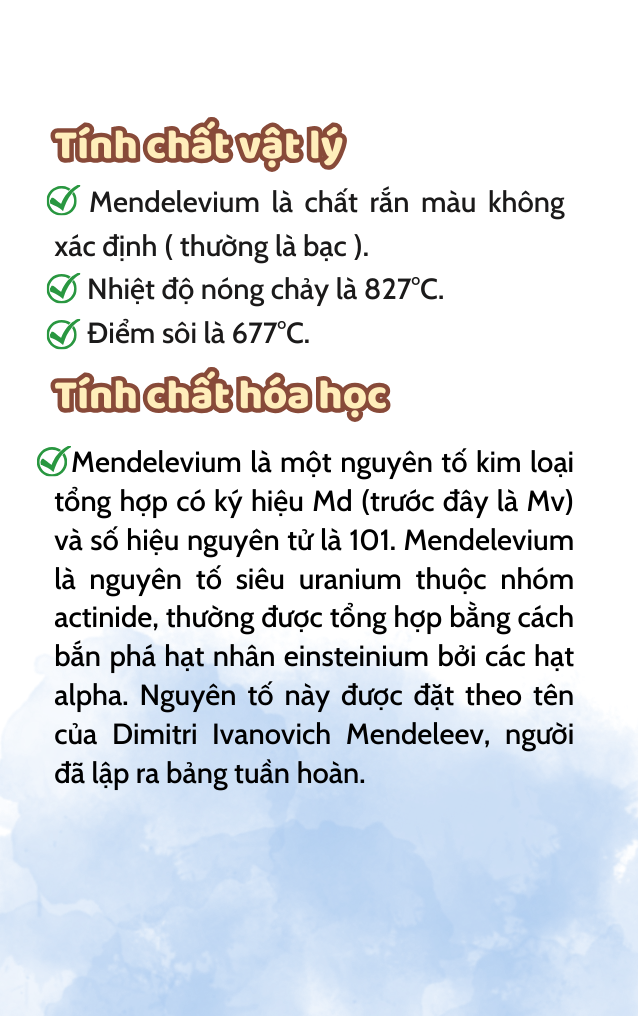 Tính chất vật lý
Mendelevium là chất rắn màu không
xác định ( thường là bạc ).
Nhiệt độ nóng chảy là 827°C.
Điểm sôi là 677°C.
Tính chất hóa học
Mendelevium là một nguyên tố kim loại
tổng hợp có ký hiệu Md (trước đây là Mv)
và số hiệu nguyên tử là 101. Mendelevium
là nguyên tố siêu uranium thuộc nhóm
actinide, thường được tổng hợp bằng cách
bắn phá hạt nhân einsteinium bởi các hạt
alpha. Nguyên tố này được đặt theo tên
của Dimitri Ivanovich Mendeleev, người
đã lập ra bảng tuần hoàn.